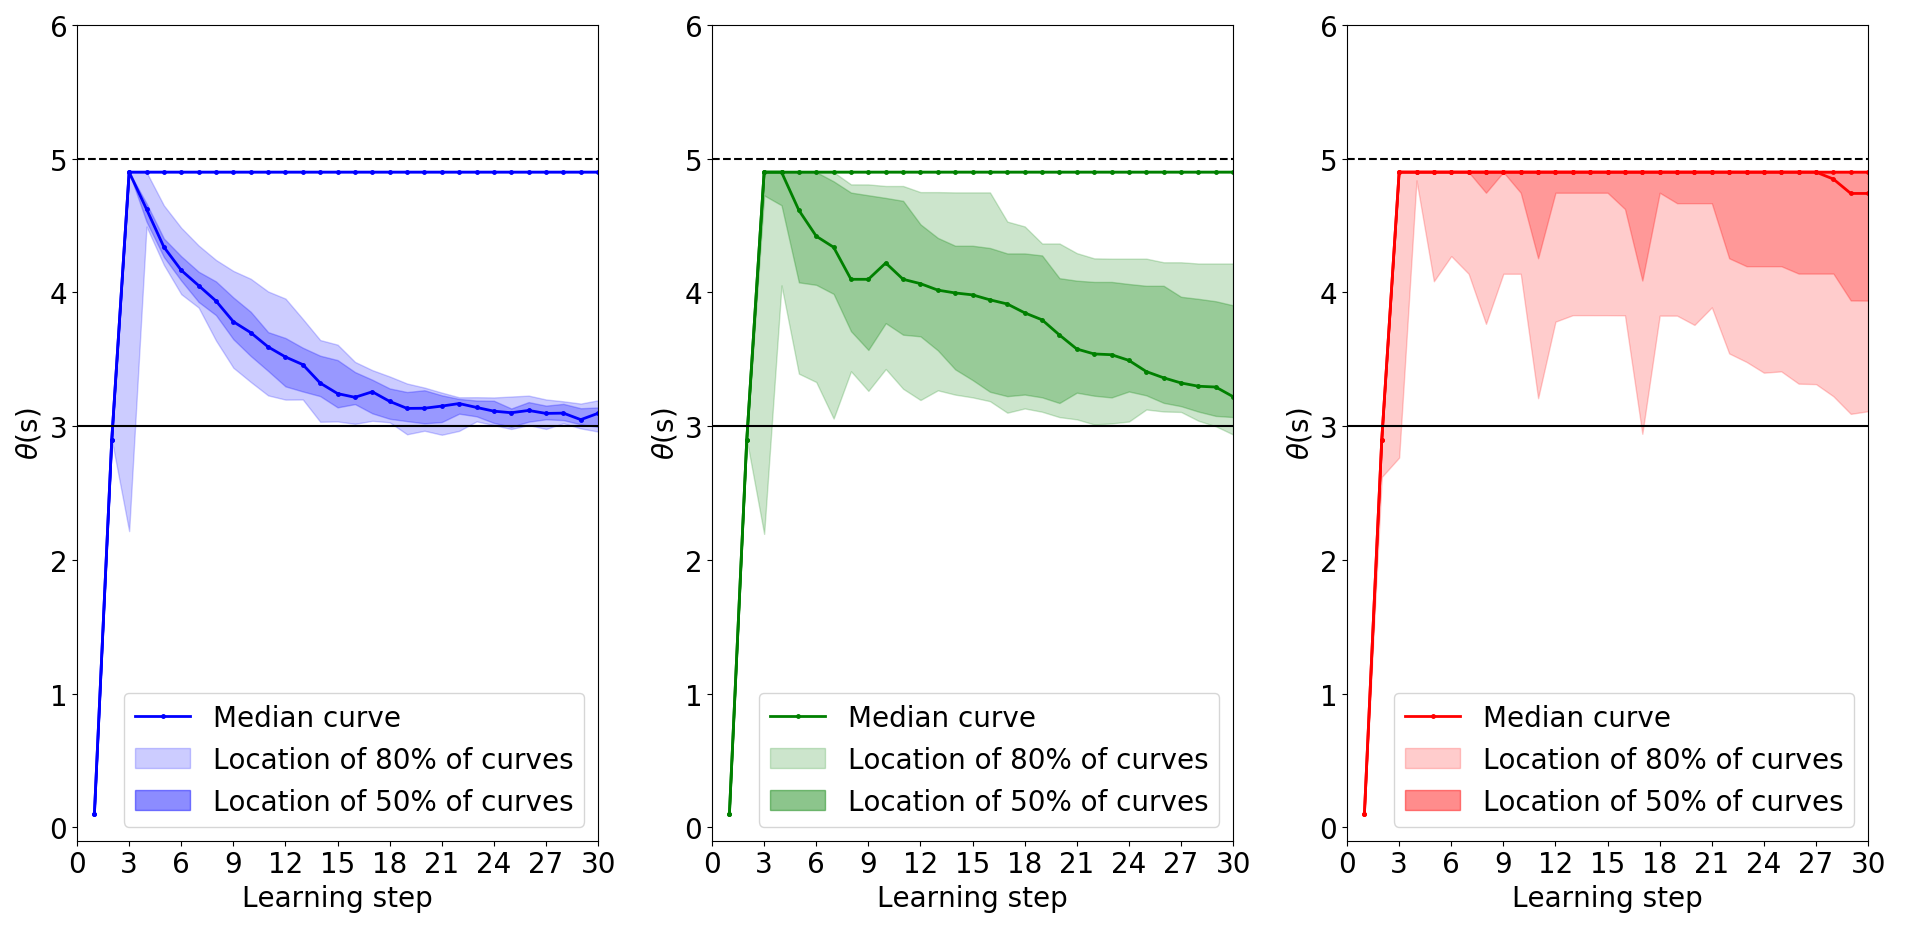 6
5
4
3
2
1
0
θ(s)
Median curve
Location of 80% of curves
Location of 50% of curves
0 3 6 9 12 15 18 21 24 27 30
Learning step
6
5
4
3
2
1
0
θ(s)
Median curve
Location of 80% of curves
Location of 50% of curves
0 3 6 9 12 15 18 21 24 27 30
Learning step
6
5
4
3
2
1
0
θ(s)
Median curve
Location of 80% of curves
Location of 50% of curves
0 3 6 9 12 15 18 21 24 27 30
Learning step